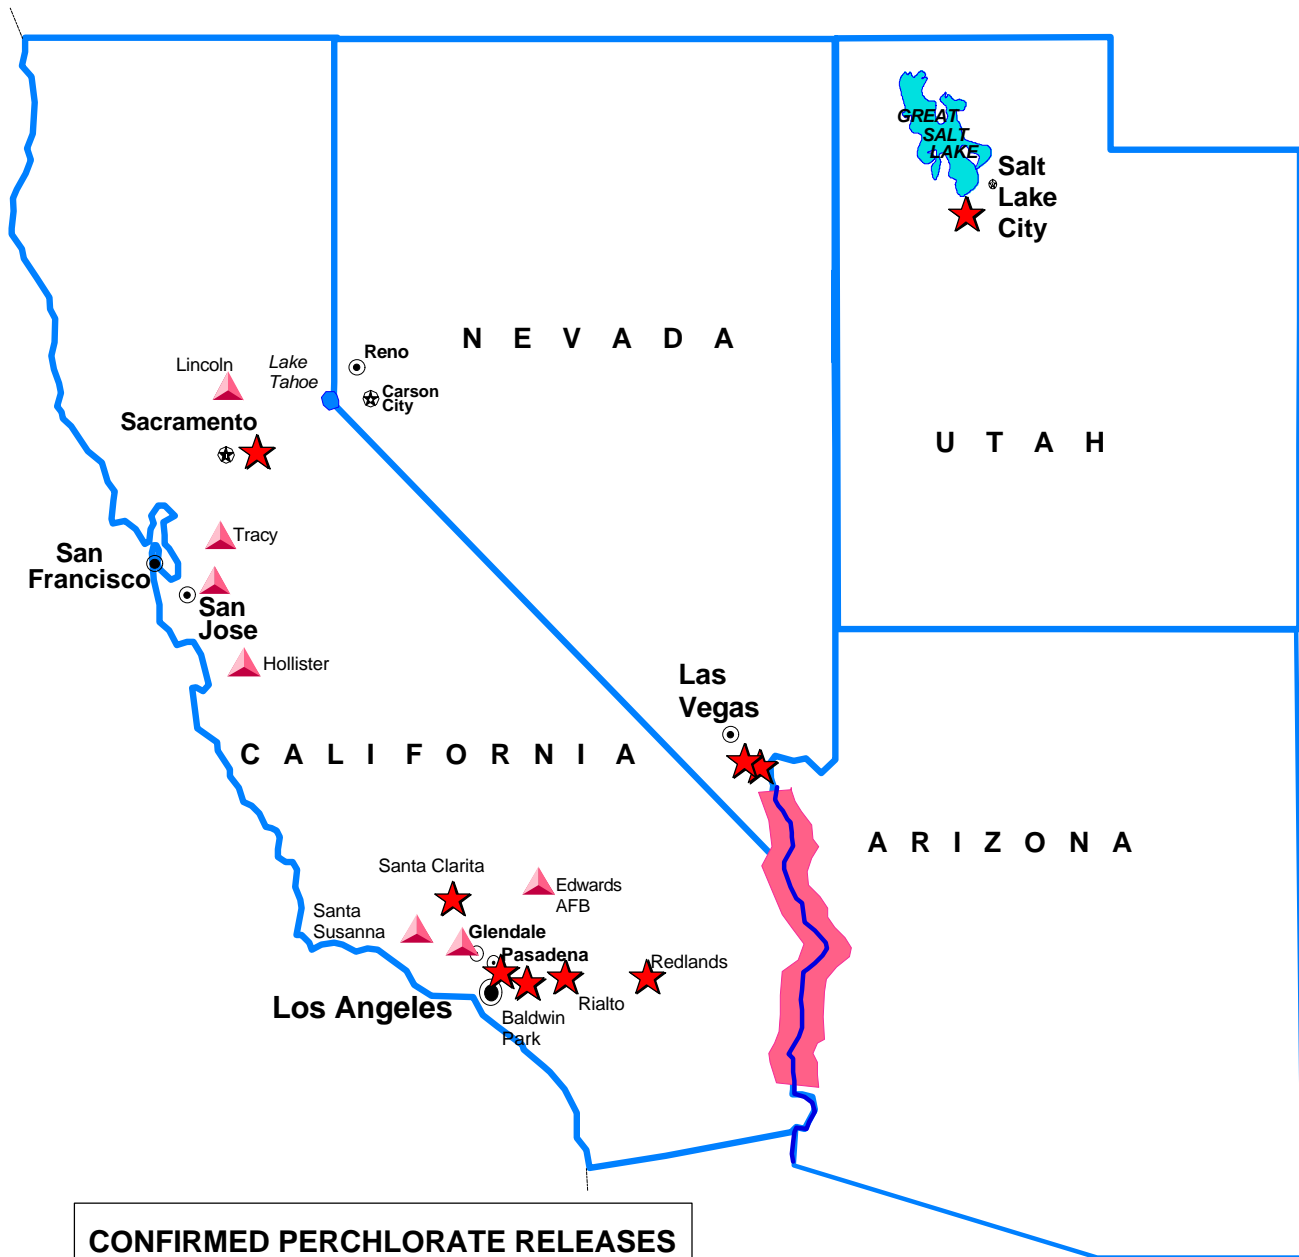 GREAT
SALT
LAKE
Salt
Lake
City
N E V A D A
Reno
Lake
Tahoe
Carson
City
Lincoln
Sacramento
U T A H
Tracy
San
Francisco
San
Jose
Hollister
Las
Vegas
C A L I F O R N I A
A R I Z O N A
Santa Clarita
Edwards
AFB
Santa
Susanna
Glendale
Pasadena
Redlands
Rialto
Los Angeles
Baldwin
Park
CONFIRMED PERCHLORATE RELEASES